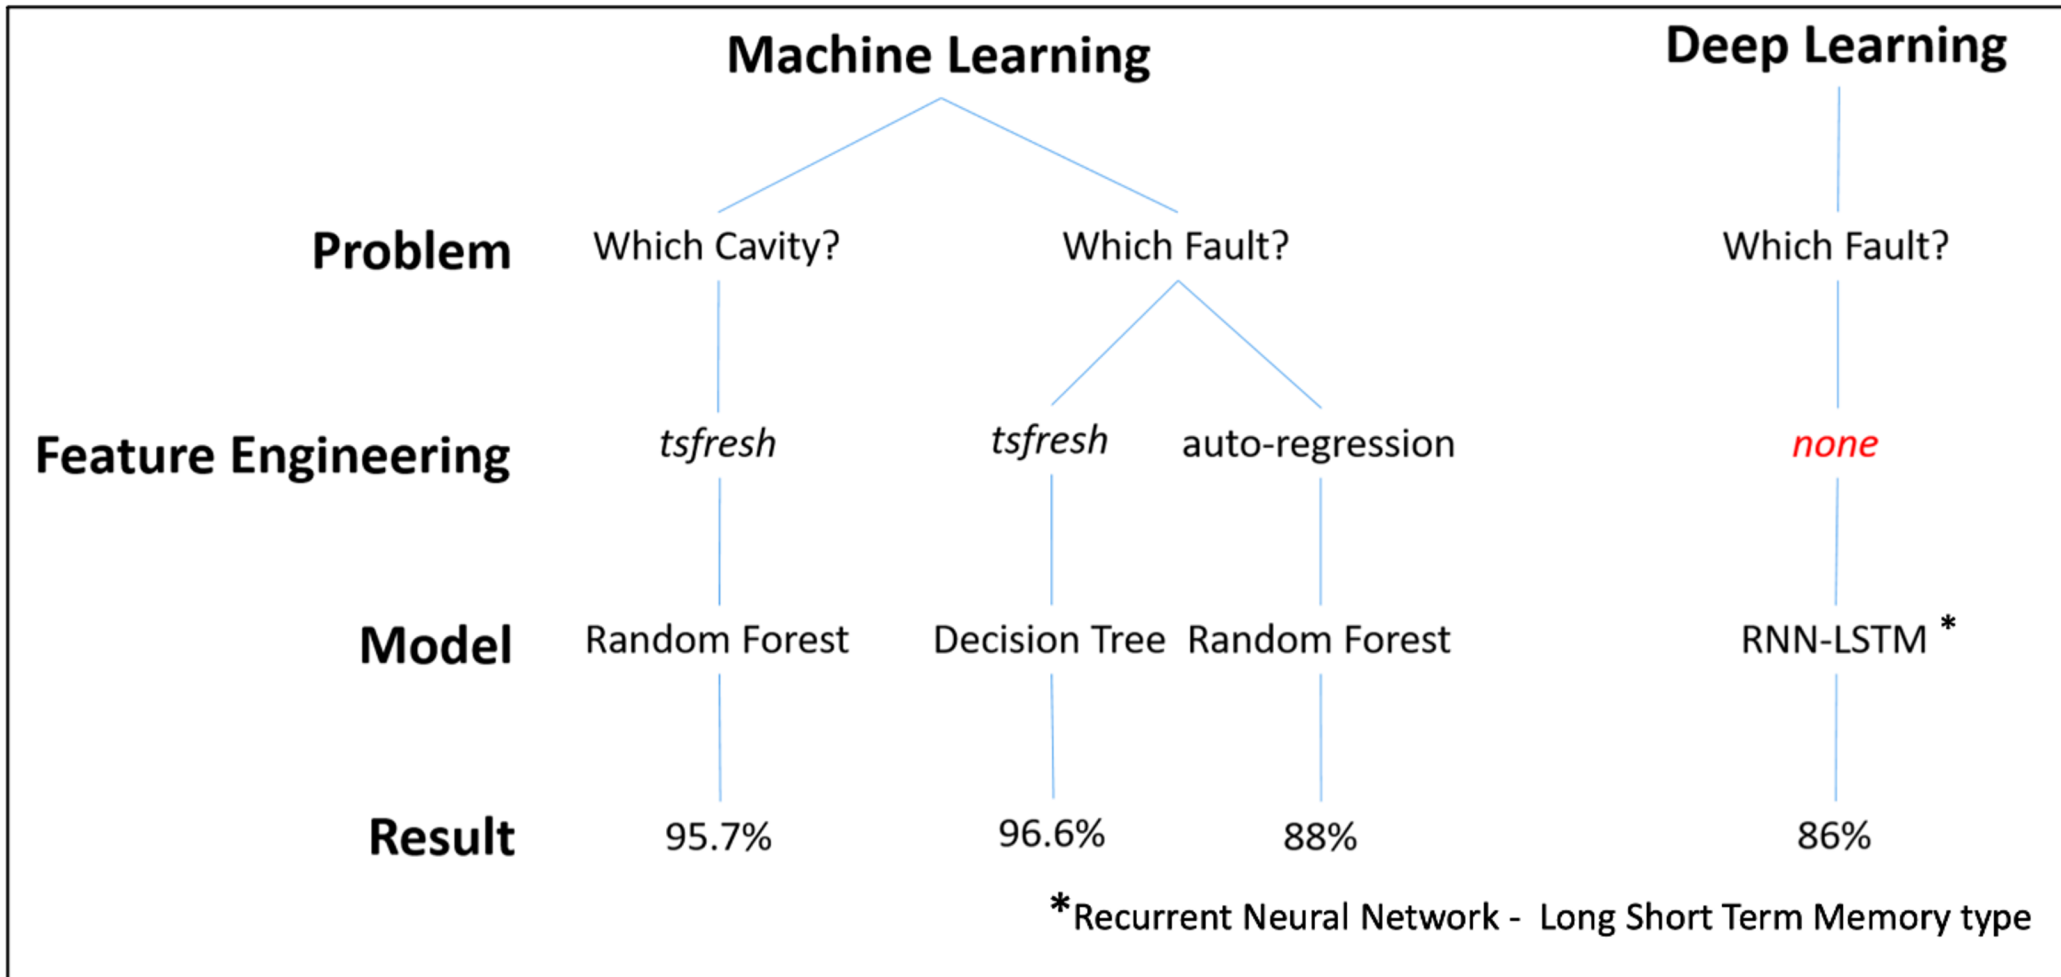 Machine Learning
Deep Learning
Problem
Which Cavity?
Which Fault?
Which Fault?
Feature Engineering
tsfresh
tsfresh
auto-regression
none
Model
Random Forest
Decision Tree
Random Forest
RNN-LSTM *
Result
95.7%
96.6%
88%
86%
*Recurrent Neural Network - Long Short Term Memory type